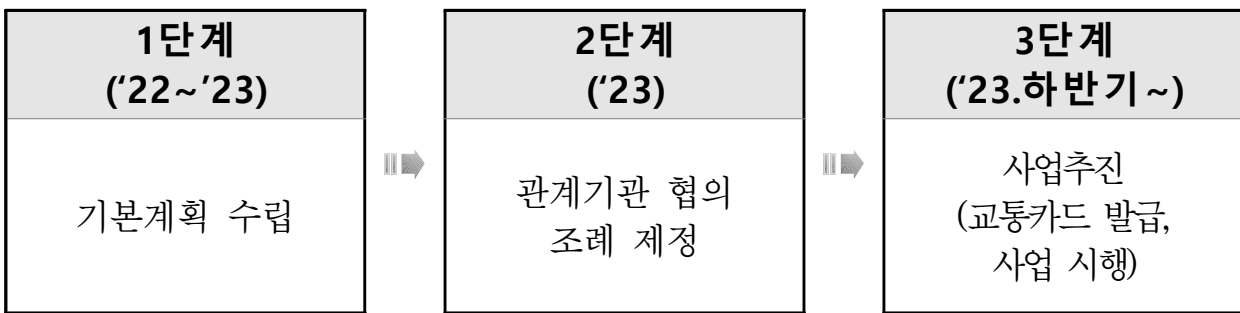 1단계
(‘22~’23)
기본계획 수립
2단계
(‘23)
관계기관 협의
조례 제정
3단계
(‘23.하반기~)
사업추진
(교통카드 발급,
사업 시행)